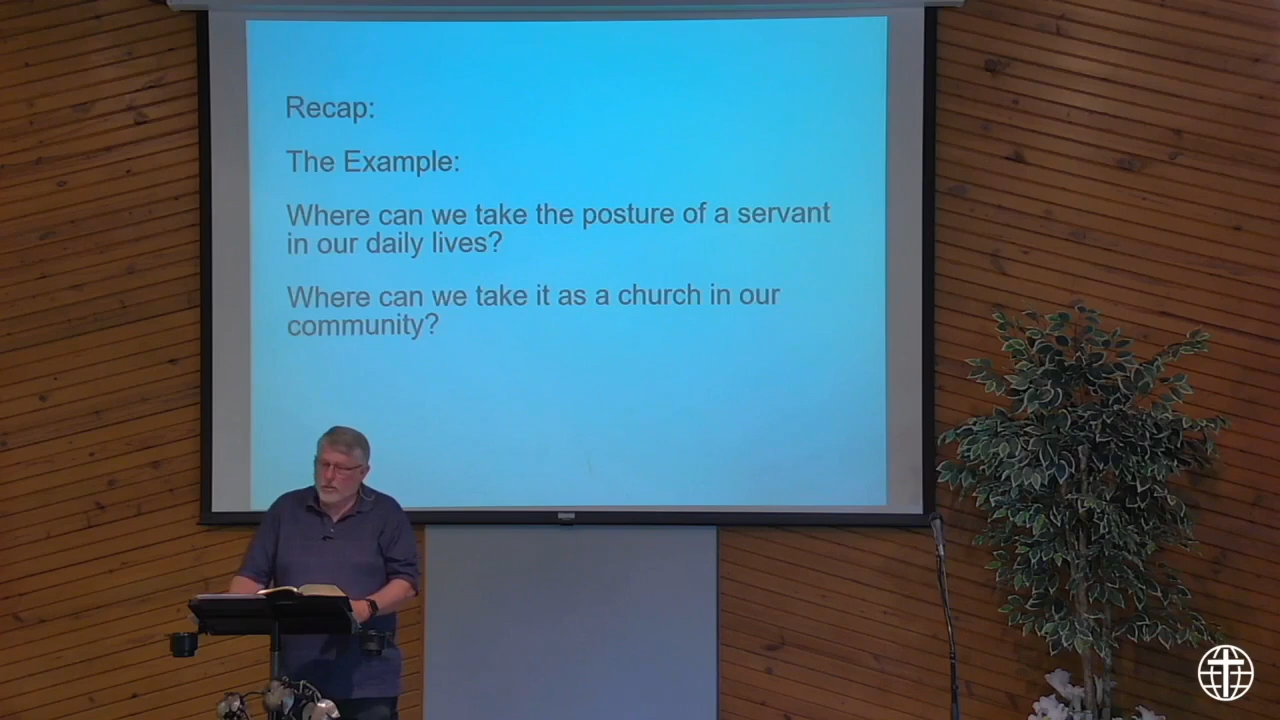 Recap:
The Example:
Where can we take the posture of a servant
in our daily lives?
Where can we take it as a church in our
community?